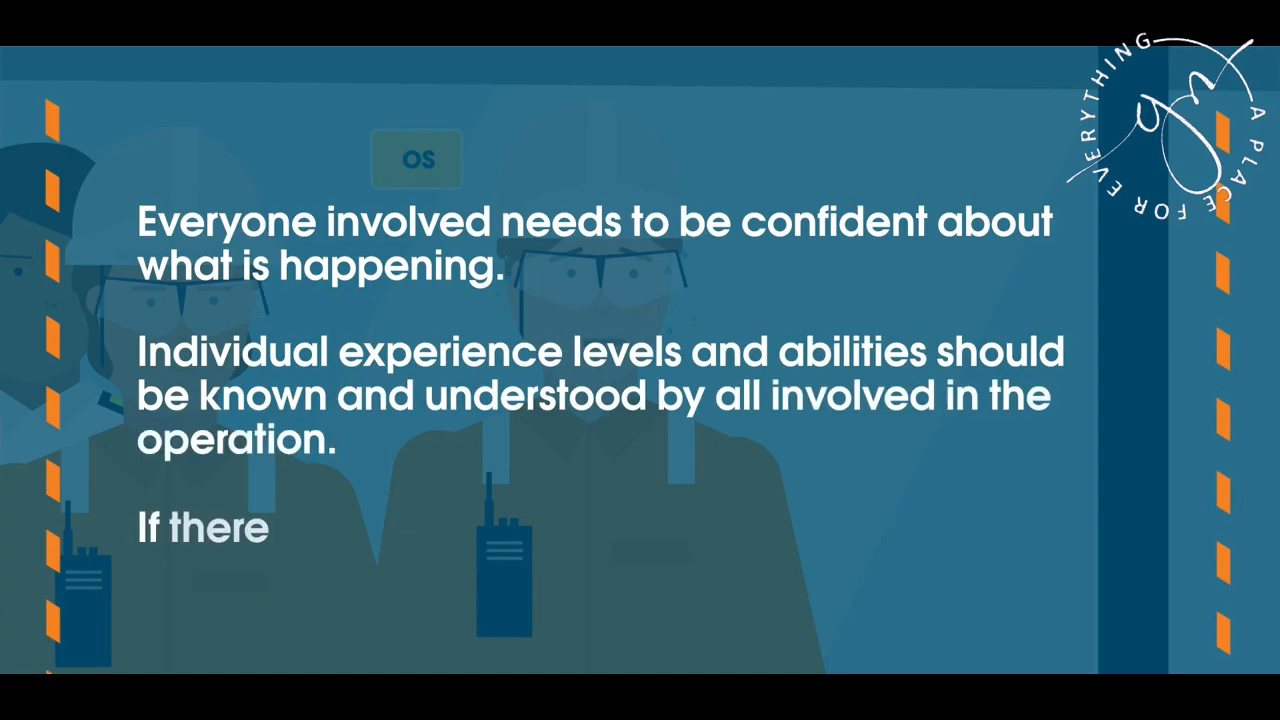 EVERYTHING
A PLACE FOR
gm
OS
Everyone involved needs to be confident about
what is happening.
Individual experience levels and abilities should
be known and understood by all involved in the
operation.
If there